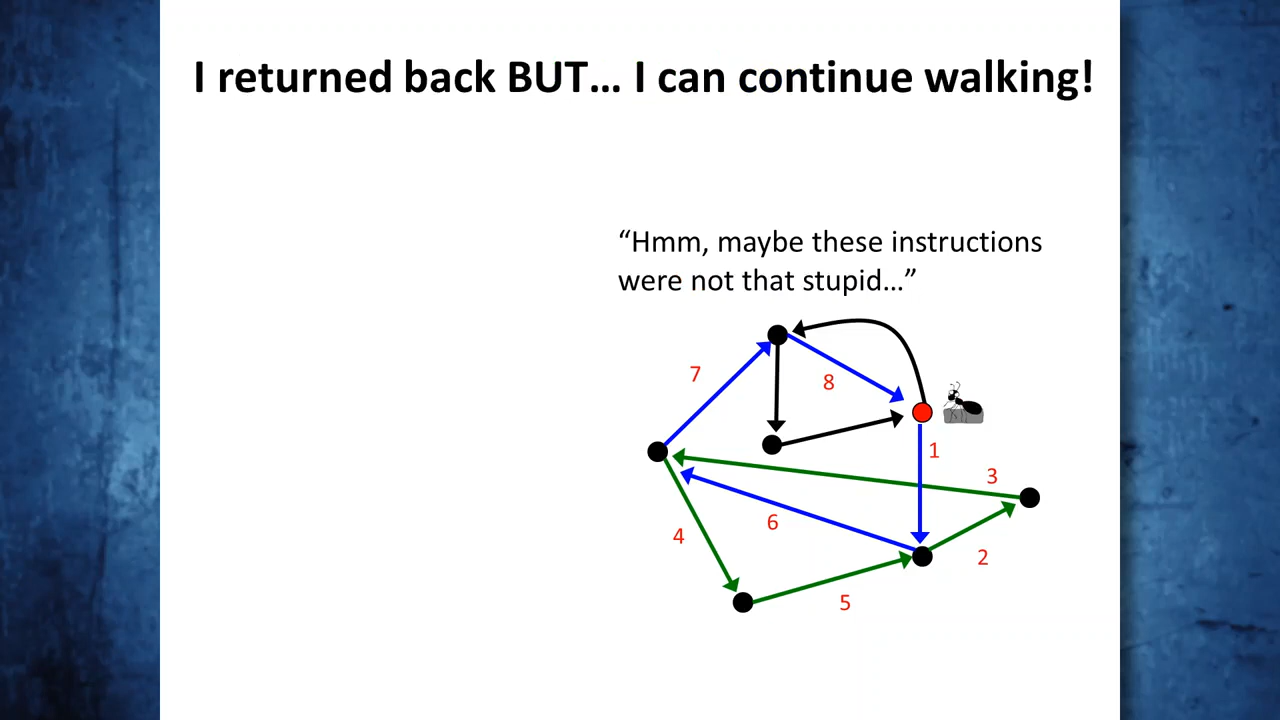 I returned back BUT… I can continue walking!
“Hmm, maybe these instructions
were not that stupid…”
7
8
1
3
6
4
2
5